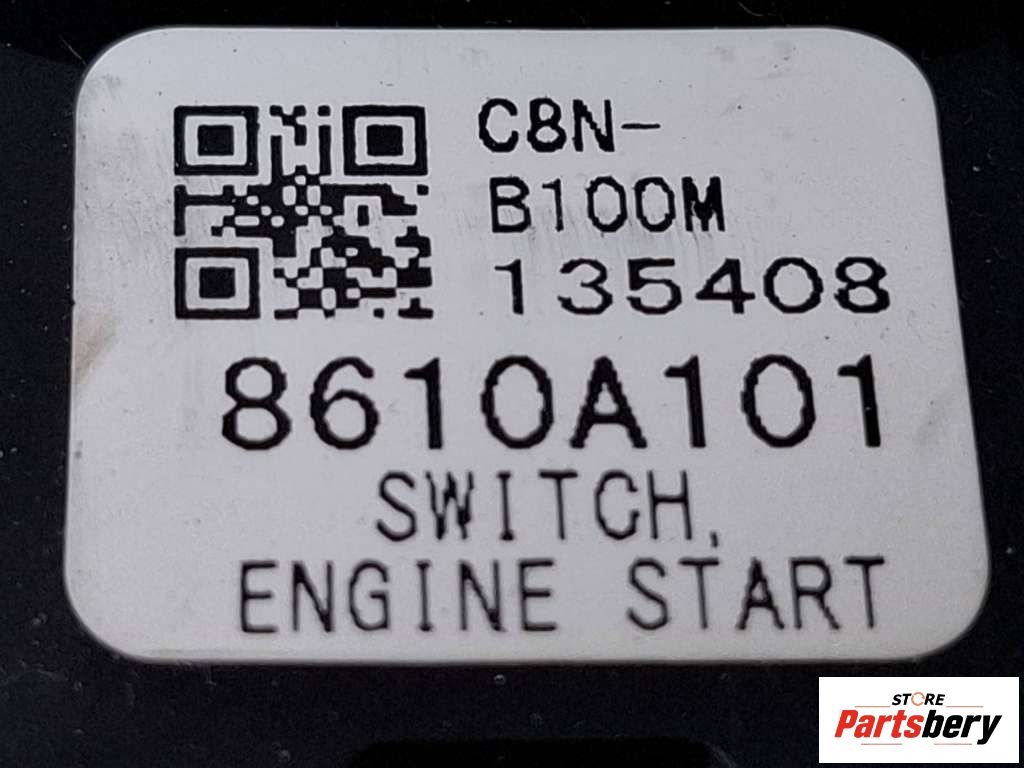 C8N-
B100M
135408
8610A101
SWITCH,
ENGINE START
STORE
Partsbery